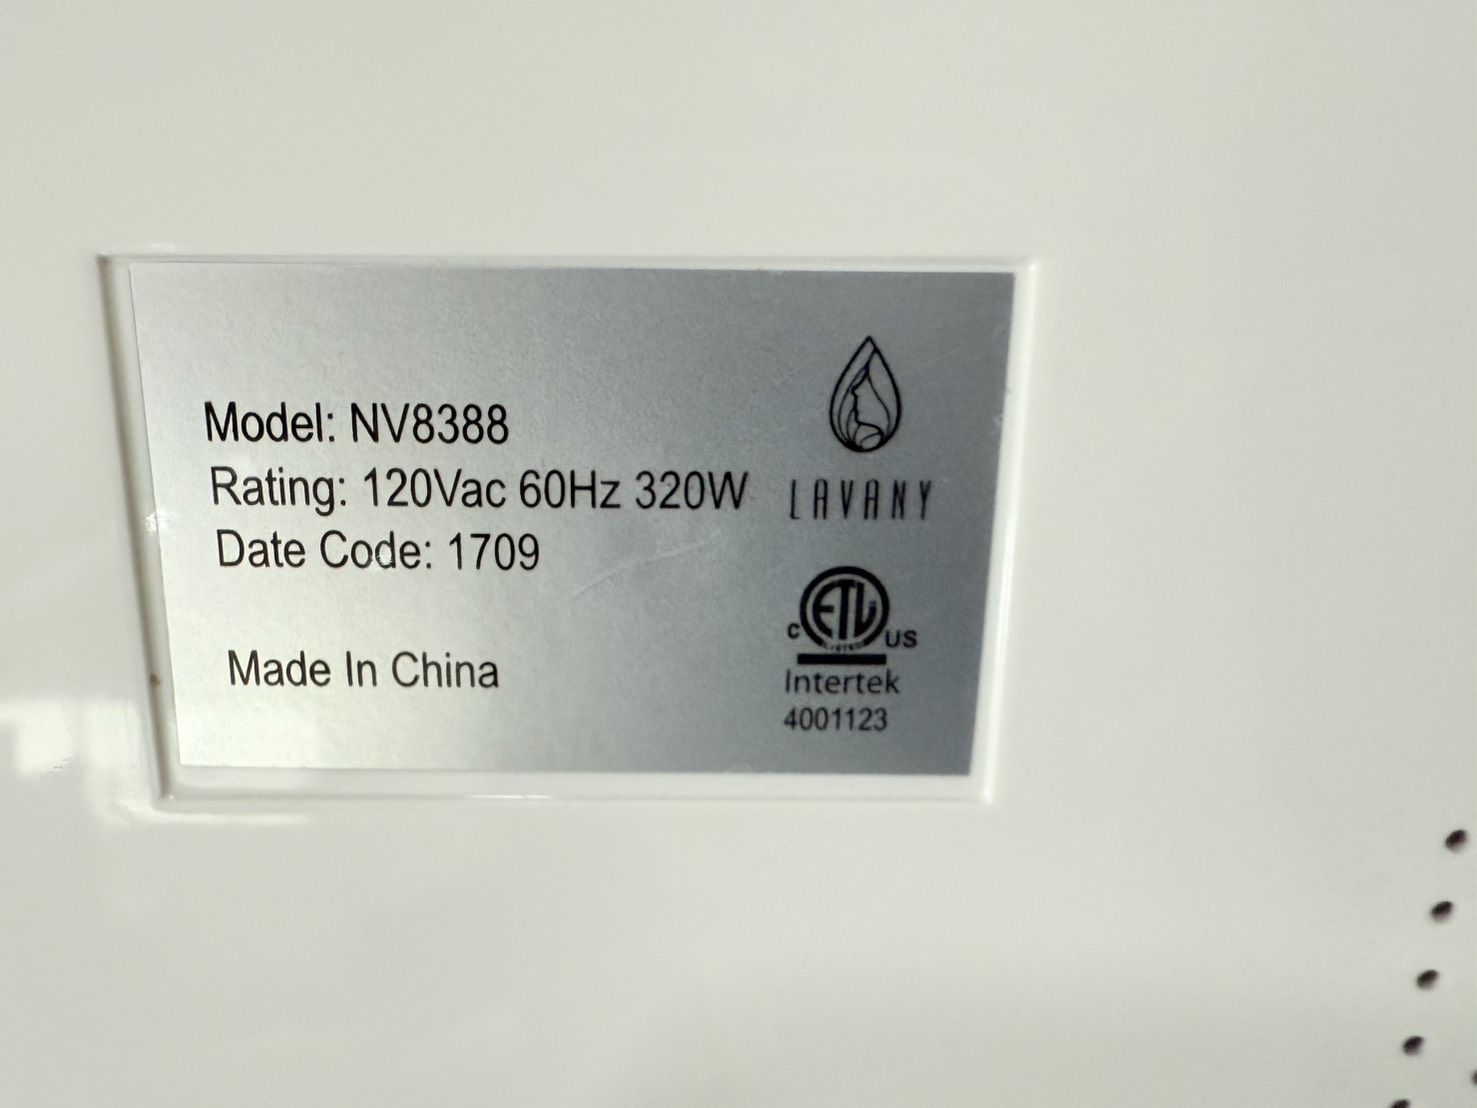 Model: NV8388
Rating: 120Vac 60Hz 320W
Date Code: 1709
Made In China
LAVANY
c ETL US
Intertek
4001123